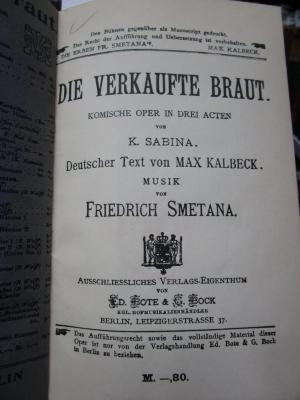 raut
Den Bühnen gegenüber als Manuscript gedruckt.
Das Recht der Aufführung und Uebersetzung ist vorbehalten.
DIE ERBEN FR. SMETANA'S. MAX KALBECK.
DIE VERKAUFTE BRAUT.
KOMISCHE OPER IN DREI ACTEN
VON
K. SABINA.
Deutscher Text von MAX KALBECK.
MUSIK
VON
FRIEDRICH SMETANA.
AUSSCHLIESSLICHES VERLAGS-EIGENTHUM
VON
ED. BOTE & G. BOCK
KGL. HOFMUSIKALIENHÄNDLER
BERLIN, LEIPZIGERSTRASSE 37.
Das Aufführungsrecht sowie das vollständige Material dieser
Oper ist nur von der Verlagshandlung Ed. Bote & G. Bock
in Berlin zu beziehen.
M. —,80.
LIN